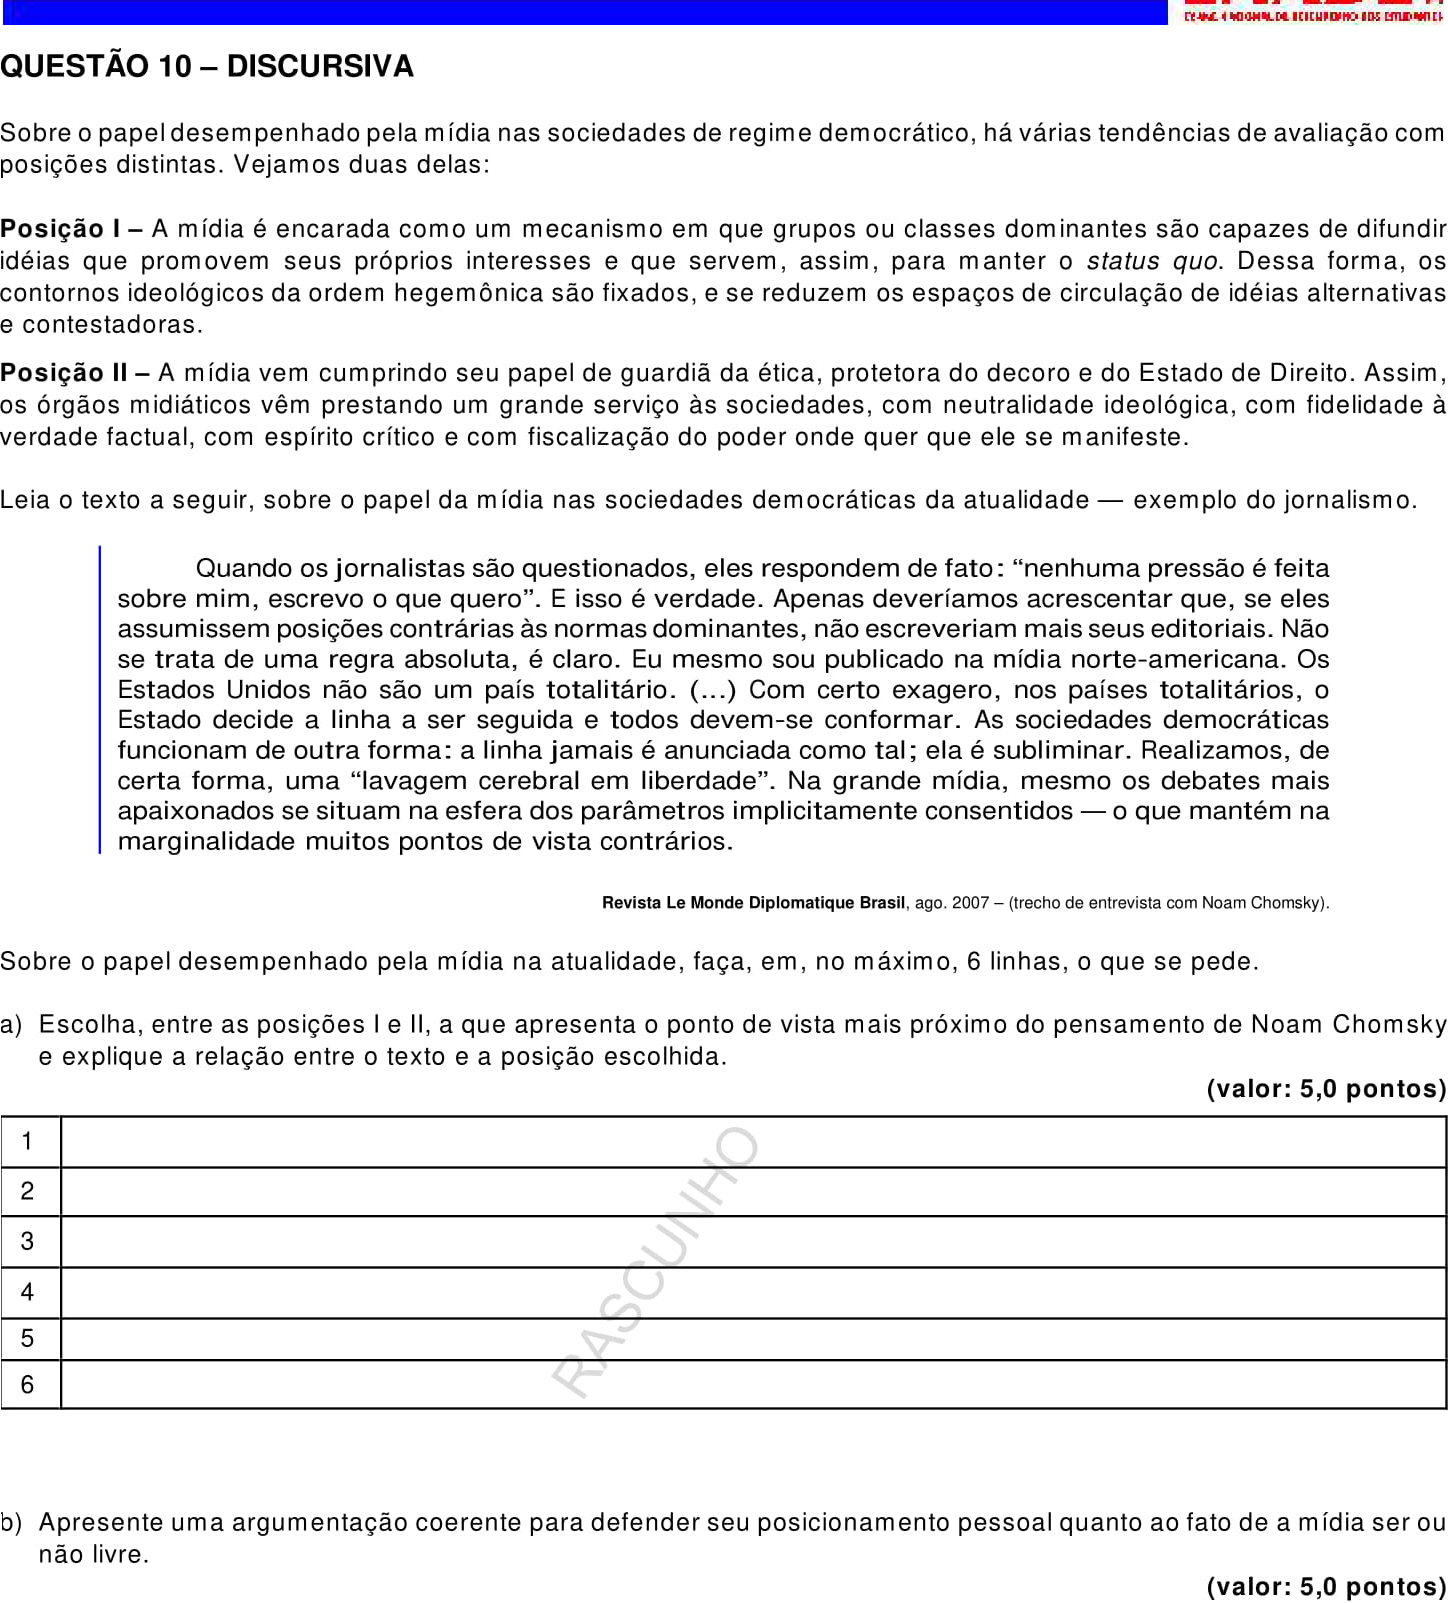 QUESTÃO 10 – DISCURSIVA
Sobre o papel desempenhado pela mídia nas sociedades de regime democrático, há várias tendências de avaliação com
posições distintas. Vejamos duas delas:
Posição I – A mídia é encarada como um mecanismo em que grupos ou classes dominantes são capazes de difundir
idéias que promovem seus próprios interesses e que servem, assim, para manter o status quo. Dessa forma, os
contornos ideológicos da ordem hegemônica são fixados, e se reduzem os espaços de circulação de idéias alternativas
e contestadoras.
Posição II – A mídia vem cumprindo seu papel de guardiã da ética, protetora do decoro e do Estado de Direito. Assim,
os órgãos midiáticos vêm prestando um grande serviço às sociedades, com neutralidade ideológica, com fidelidade à
verdade factual, com espírito crítico e com fiscalização do poder onde quer que ele se manifeste.
Leia o texto a seguir, sobre o papel da mídia nas sociedades democráticas da atualidade — exemplo do jornalismo.
Quando os jornalistas são questionados, eles respondem de fato: “nenhuma pressão é feita
sobre mim, escrevo o que quero”. E isso é verdade. Apenas deveríamos acrescentar que, se eles
assumissem posições contrárias às normas dominantes, não escreveriam mais seus editoriais. Não
se trata de uma regra absoluta, é claro. Eu mesmo sou publicado na mídia norte-americana. Os
Estados Unidos não são um país totalitário. (...) Com certo exagero, nos países totalitários, o
Estado decide a linha a ser seguida e todos devem-se conformar. As sociedades democráticas
funcionam de outra forma: a linha jamais é anunciada como tal; ela é subliminar. Realizamos, de
certa forma, uma “lavagem cerebral em liberdade”. Na grande mídia, mesmo os debates mais
apaixonados se situam na esfera dos parâmetros implicitamente consentidos — o que mantém na
marginalidade muitos pontos de vista contrários.
Revista Le Monde Diplomatique Brasil, ago. 2007 – (trecho de entrevista com Noam Chomsky).
Sobre o papel desempenhado pela mídia na atualidade, faça, em, no máximo, 6 linhas, o que se pede.
a) Escolha, entre as posições I e II, a que apresenta o ponto de vista mais próximo do pensamento de Noam Chomsky
e explique a relação entre o texto e a posição escolhida.
(valor: 5,0 pontos)
1
2
3
4
5
6
RASCUNHO
b) Apresente uma argumentação coerente para defender seu posicionamento pessoal quanto ao fato de a mídia ser ou
não livre.
(valor: 5,0 pontos)